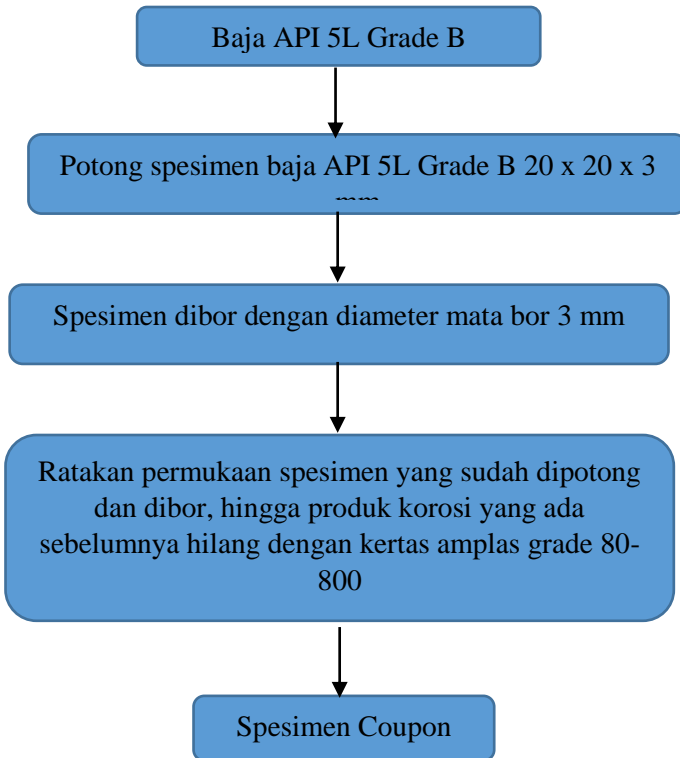 Baja API 5L Grade B
Potong spesimen baja API 5L Grade B 20 x 20 x 3
mm
Spesimen dibor dengan diameter mata bor 3 mm
Ratakan permukaan spesimen yang sudah dipotong
dan dibor, hingga produk korosi yang ada
sebelumnya hilang dengan kertas amplas grade 80-
800
Spesimen Coupon